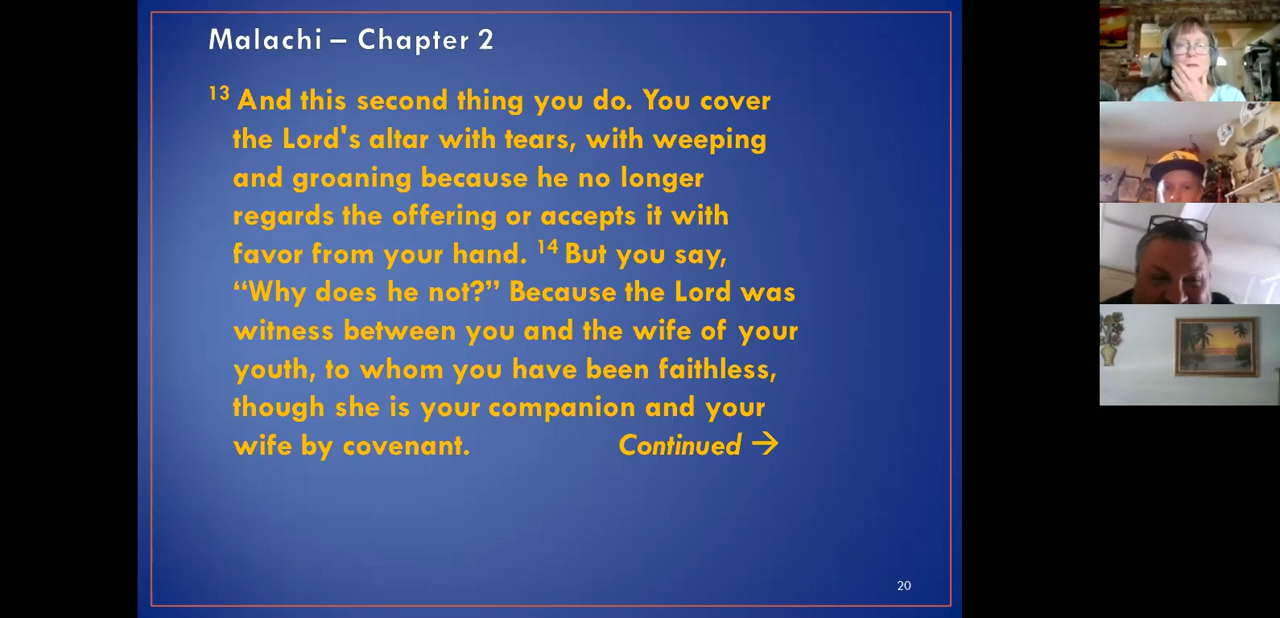 Malachi – Chapter 2
13 And this second thing you do. You cover
the Lord's altar with tears, with weeping
and groaning because he no longer
regards the offering or accepts it with
favor from your hand. 14 But you say,
“Why does he not?” Because the Lord was
witness between you and the wife of your
youth, to whom you have been faithless,
though she is your companion and your
wife by covenant. Continued →
20